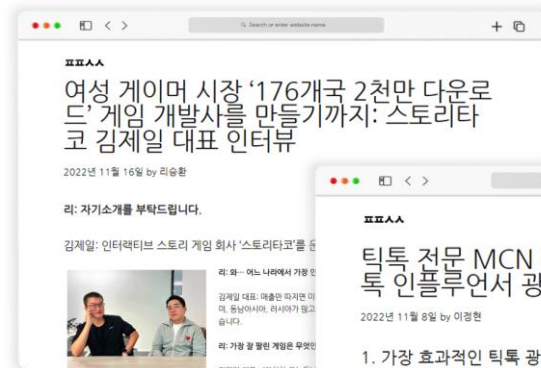 Search or enter website name
ㅍㅍㅅㅅ
여성 게이머 시장 ‘176개국 2천만 다운로
드’ 게임 개발사를 만들기까지: 스토리타
코 김제일 대표 인터뷰
2022년 11월 16일 by 리승환
리: 자기소개를 부탁드립니다.
김제일: 인터랙티브 스토리 게임 회사 ‘스토리타코’를
리: 와… 어느 나라에서 가장
김제일 대표: 매출만 따지면
미, 동남아시아, 러시아가 많고
습니다.
리: 가장 잘 팔린 게임은 무엇인
ㅍㅍㅅㅅ
틱톡 전문 MCN
톡 인플루언서 광
2022년 11월 8일 by 이정현
1. 가장 효과적인 틱톡 광